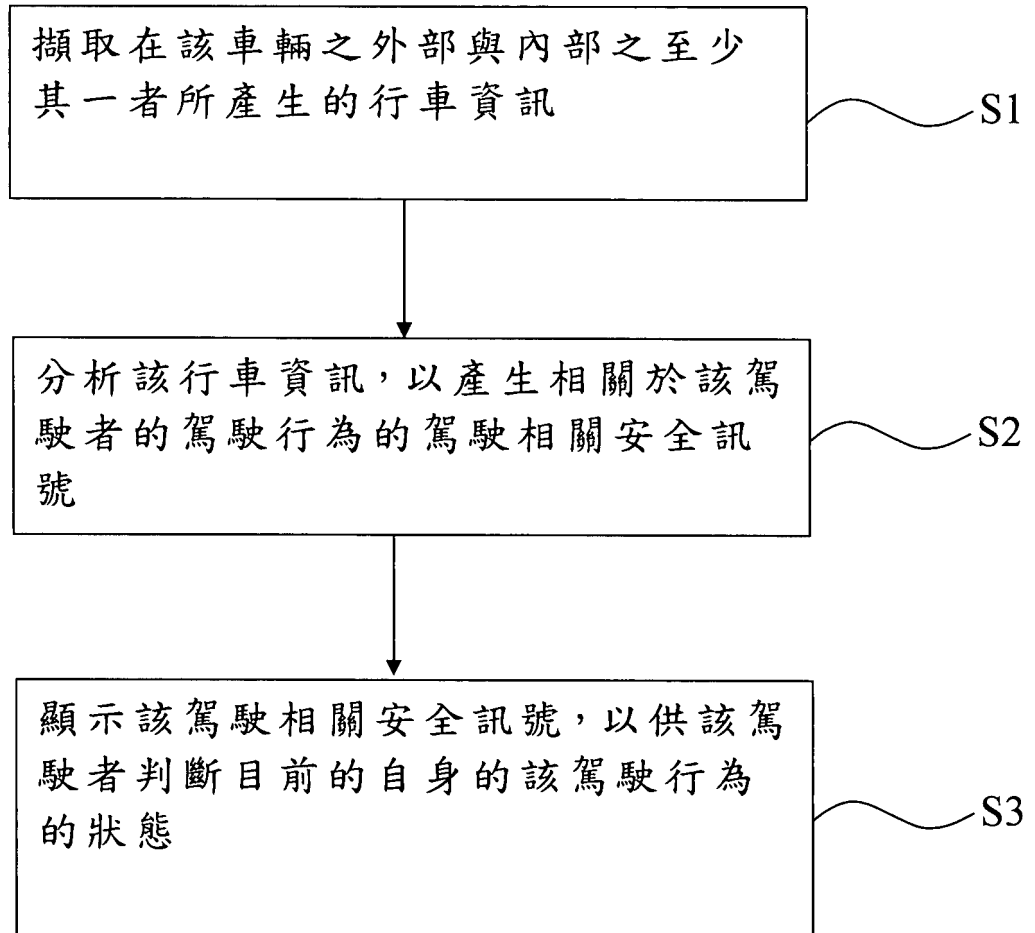 擷取在該車輛之外部與內部之至少
其一者所產生的行車資訊
S1
分析該行車資訊，以產生相關於該駕
駛者的駕駛行為的駕駛相關安全訊
號
S2
顯示該駕駛相關安全訊號，以供該駕
駛者判斷目前的自身的該駕駛行為
的狀態
S3